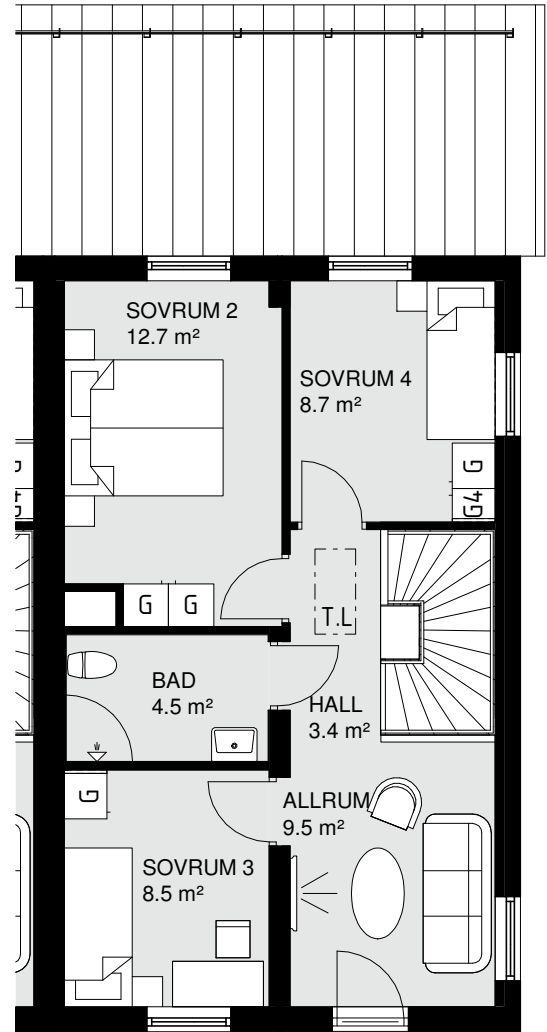 SOVRUM 2
12.7 m²
SOVRUM 4
8.7 m²
G
G4
G
G
T.L
BAD
4.5 m²
HALL
3.4 m²
G
ALLRUM
9.5 m²
SOVRUM 3
8.5 m²